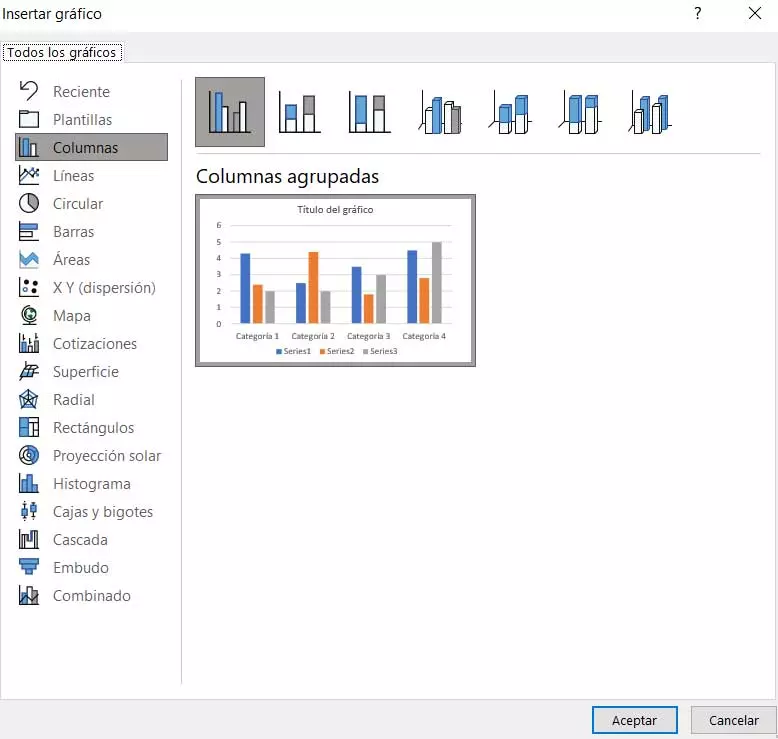 Insertar gráfico
?
Todos los gráficos
Reciente
Plantillas
Columnas
Líneas
Circular
Barras
Áreas
X Y (dispersión)
Mapa
Cotizaciones
Superficie
Radial
Rectángulos
Proyección solar
Histograma
Cajas y bigotes
Cascada
Embudo
Combinado
Columnas agrupadas
Título del gráfico
6
5
4
3
2
1
0
Categoría 1 Categoría 2 Categoría 3 Categoría 4
Series1 Series2 Series3
Aceptar Cancelar